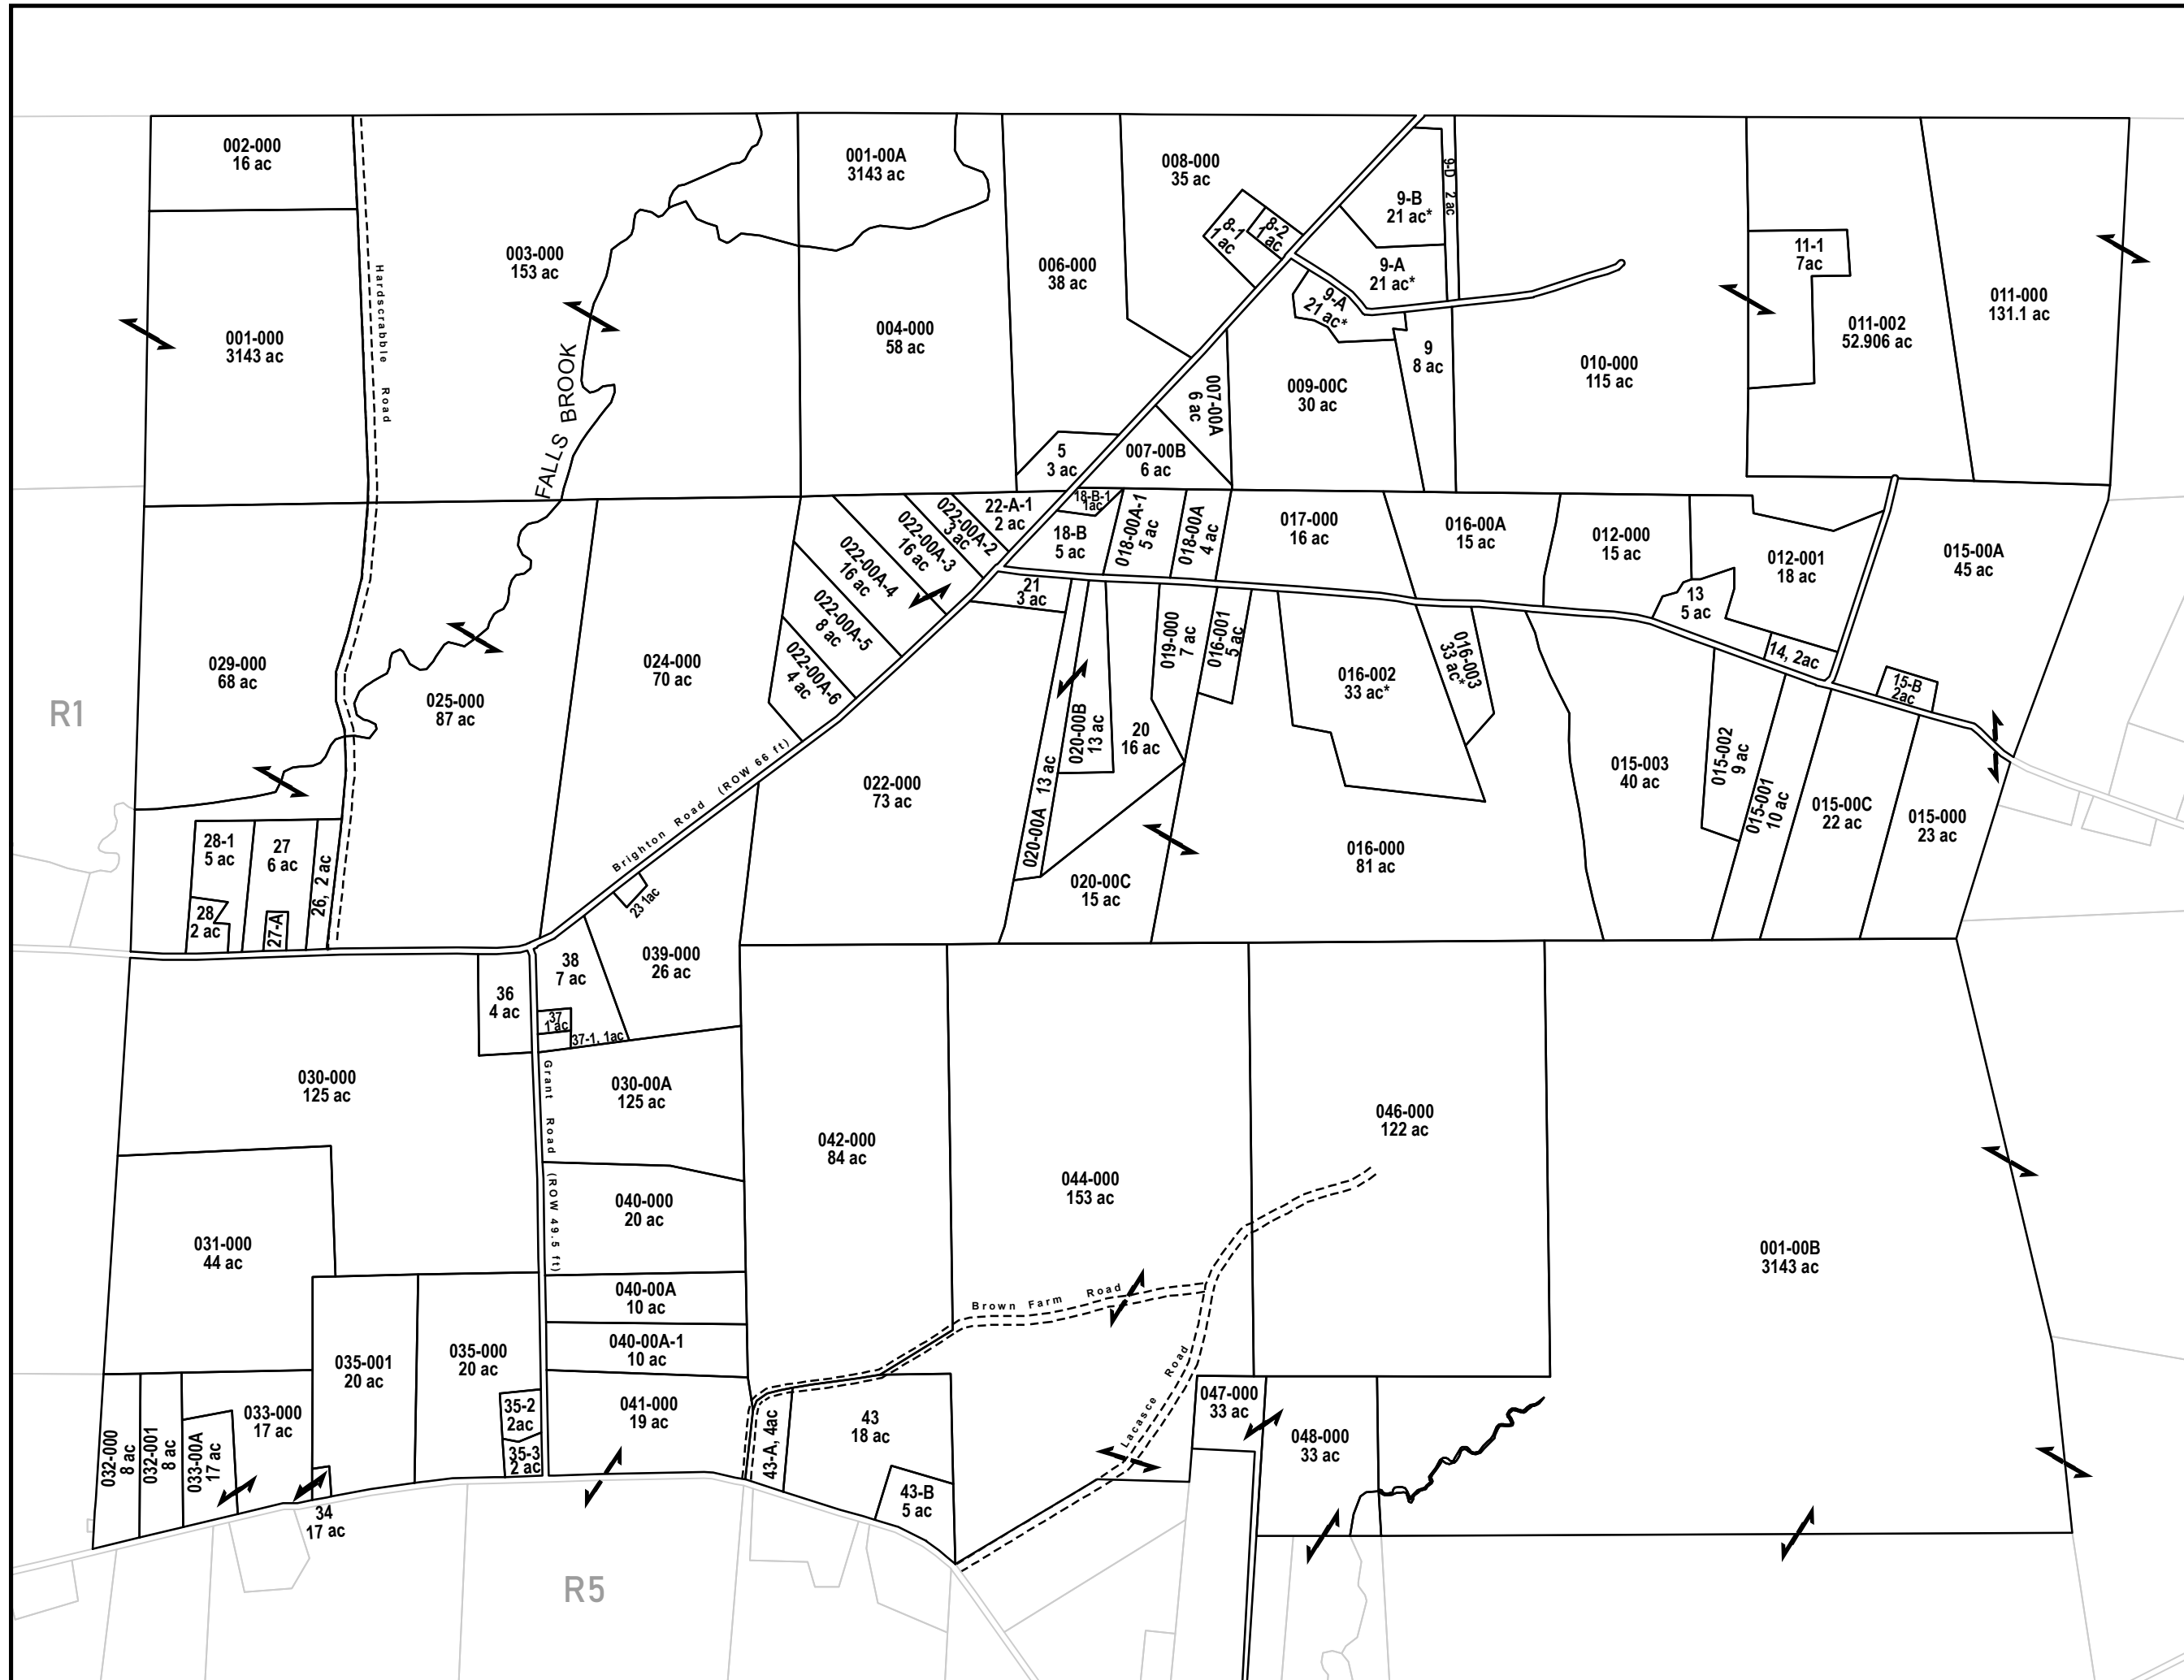 002-000
16 ac
001-00A
3143 ac
008-000
35 ac
9-D 2 ac
9-B
21 ac*
8-1
1 ac
8-2
1 ac
003-000
153 ac
006-000
38 ac
9-A
21 ac*
9-A
21 ac*
11-1
7ac
011-000
131.1 ac
Hardscrabble Road
001-000
3143 ac
004-000
58 ac
9
8 ac
010-000
115 ac
011-002
52.906 ac
FALLS BROOK
007-00A
6 ac
009-00C
30 ac
5
3 ac
007-00B
6 ac
22-A-1
2 ac
18-B-1
1ac
022-00A-2
3 ac
022-00A-3
16 ac
022-00A-4
16 ac
022-00A-5
8 ac
022-00A-6
4 ac
18-B
5 ac
018-00A-1
5 ac
018-00A
4 ac
017-000
16 ac
016-00A
15 ac
012-000
15 ac
012-001
18 ac
015-00A
45 ac
21
3 ac
13
5 ac
14, 2ac
15-B
2ac
029-000
68 ac
025-000
87 ac
024-000
70 ac
R1
019-000
7 ac
016-001
5 ac
016-002
33 ac*
016-003
33 ac*
020-00B
13 ac
20
16 ac
015-003
40 ac
015-002
9 ac
015-001
10 ac
015-00C
22 ac
015-000
23 ac
022-000
73 ac
020-00A 13 ac
Brighton Road (ROW 66 ft)
28-1
5 ac
27
6 ac
26, 2 ac
28
2 ac
27-A
23 1ac
020-00C
15 ac
016-000
81 ac
38
7 ac
039-000
26 ac
36
4 ac
37
1 ac
37-1, 1ac
030-000
125 ac
Grant Road (ROW 49.5 ft)
030-00A
125 ac
042-000
84 ac
044-000
153 ac
046-000
122 ac
040-000
20 ac
031-000
44 ac
001-00B
3143 ac
040-00A
10 ac
Brown Farm Road
040-00A-1
10 ac
035-001
20 ac
035-000
20 ac
Lacasce Road
35-2
2ac
35-3
2 ac
041-000
19 ac
43-A, 4ac
43
18 ac
43-B
5 ac
047-000
33 ac
048-000
33 ac
032-000
8 ac
032-001
8 ac
033-00A
17 ac
033-000
17 ac
34
17 ac
R5